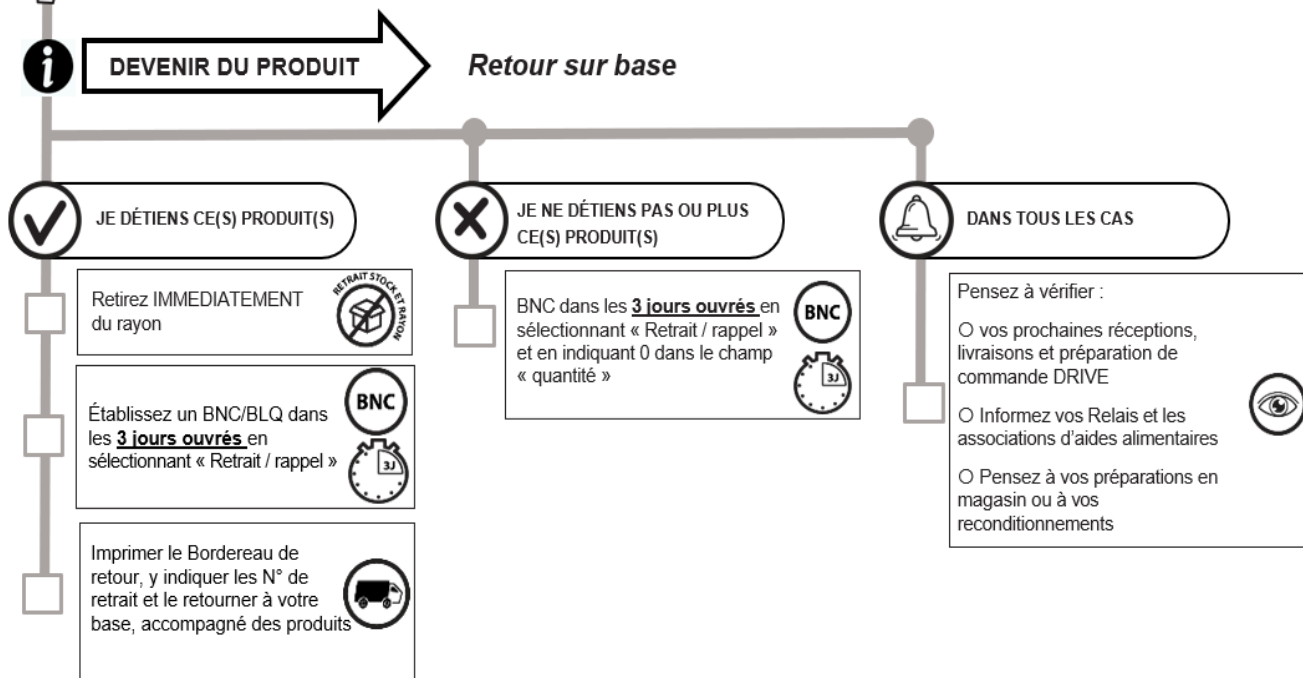 DEVENIR DU PRODUIT
Retour sur base
JE DÉTIENS CE(S) PRODUIT(S)
Retirez IMMEDIATEMENT
du rayon
RETRAIT STOCK ET RAYON
Établissez un BNC/BLQ dans
les 3 jours ouvrés en
sélectionnant « Retrait / rappel »
BNC
3J
Imprimer le Bordereau de
retour, y indiquer les N° de
retrait et le retourner à votre
base, accompagné des produits
JE NE DÉTIENS PAS OU PLUS
CE(S) PRODUIT(S)
BNC dans les 3 jours ouvrés en
sélectionnant « Retrait / rappel »
et en indiquant 0 dans le champ
« quantité »
BNC
3J
DANS TOUS LES CAS
Pensez à vérifier :
O vos prochaines réceptions,
livraisons et préparation de
commande DRIVE
O Informez vos Relais et les
associations d'aides alimentaires
O Pensez à vos préparations en
magasin ou à vos
reconditionnements